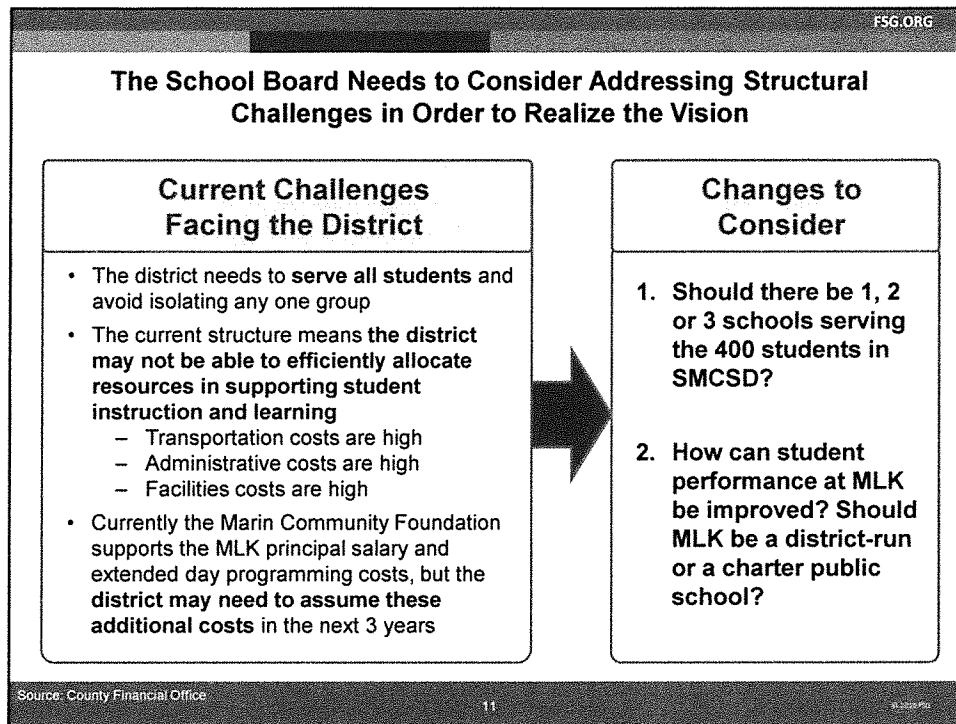 FSG.ORG
The School Board Needs to Consider Addressing Structural
Challenges in Order to Realize the Vision
Current Challenges
Facing the District
• The district needs to serve all students and
avoid isolating any one group
• The current structure means the district
may not be able to efficiently allocate
resources in supporting student
instruction and learning
– Transportation costs are high
– Administrative costs are high
– Facilities costs are high
• Currently the Marin Community Foundation
supports the MLK principal salary and
extended day programming costs, but the
district may need to assume these
additional costs in the next 3 years
Changes to
Consider
1. Should there be 1, 2
or 3 schools serving
the 400 students in
SMCSD?
2. How can student
performance at MLK
be improved? Should
MLK be a district-run
or a charter public
school?
Source: County Financial Office
11